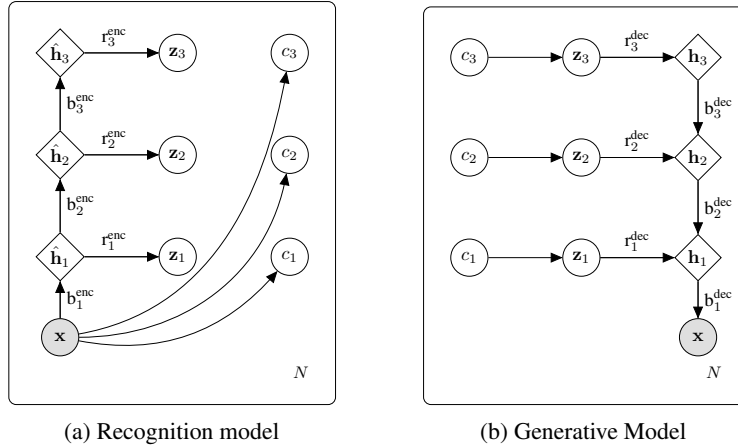 ĥ₃ r₃ᵉⁿᶜ z₃ c₃
b₃ᵉⁿᶜ
ĥ₂ r₂ᵉⁿᶜ z₂ c₂
b₂ᵉⁿᶜ
ĥ₁ r₁ᵉⁿᶜ z₁ c₁
b₁ᵉⁿᶜ
x
N
(a) Recognition model
c₃ z₃ r₃ᵈᵉᶜ h₃
b₃ᵈᵉᶜ
c₂ z₂ r₂ᵈᵉᶜ h₂
b₂ᵈᵉᶜ
c₁ z₁ r₁ᵈᵉᶜ h₁
b₁ᵈᵉᶜ
x
N
(b) Generative Model